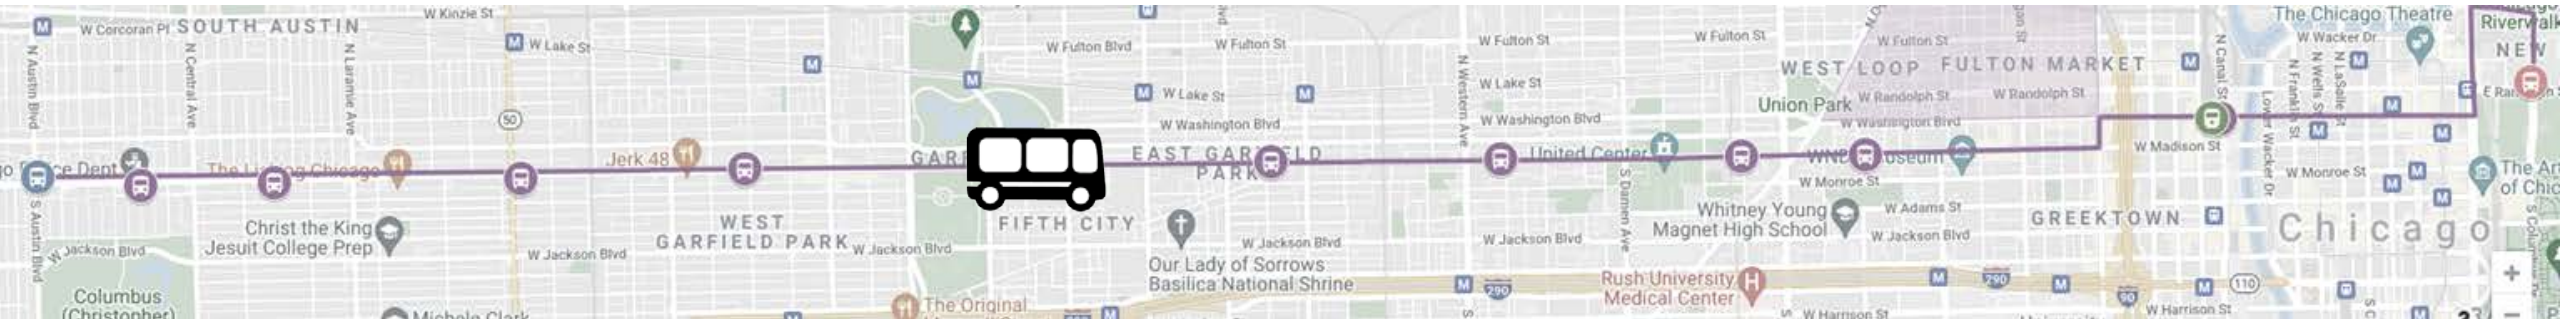 W Kinzie St
SOUTH AUSTIN
W Corcoran Pl
N Austin Blvd
N Central Ave
N Laramie Ave
W Lake St
50
Jerk 48
Christ the King
Jesuit College Prep
S Austin Blvd
W Jackson Blvd
Columbus
(Christopher)
W Jackson Blvd
WEST
GARFIELD PARK
W Jackson Blvd
The Original
W Fulton Blvd
W Fulton St
W Lake St
W Washington Blvd
EAST GARFIELD
PARK
FIFTH CITY
Our Lady of Sorrows
Basilica National Shrine
W Jackson Blvd
N Western Ave
W Fulton St
W Lake St
W Washington Blvd
United Center
S Damen Ave
W Jackson Blvd
290
Rush University
Medical Center
W Fulton St
W Fulton St
WEST LOOP
FULTON MARKET
Union Park
W Randolph St
W Randolph St
W Washington Blvd
W Monroe St
Whitney Young
Magnet High School
W Adams St
W Jackson Blvd
290
W Harrison St
W Madison St
GREEKTOWN
90
110
W Harrison St
N Canal St
The Chicago Theatre
W Wacker Dr
N Franklin St
N Wells St
N LaSalle St
Lower Wacker Dr
W Monroe St
Chicago
Riverwalk
NEW
The Art
of Chic
+